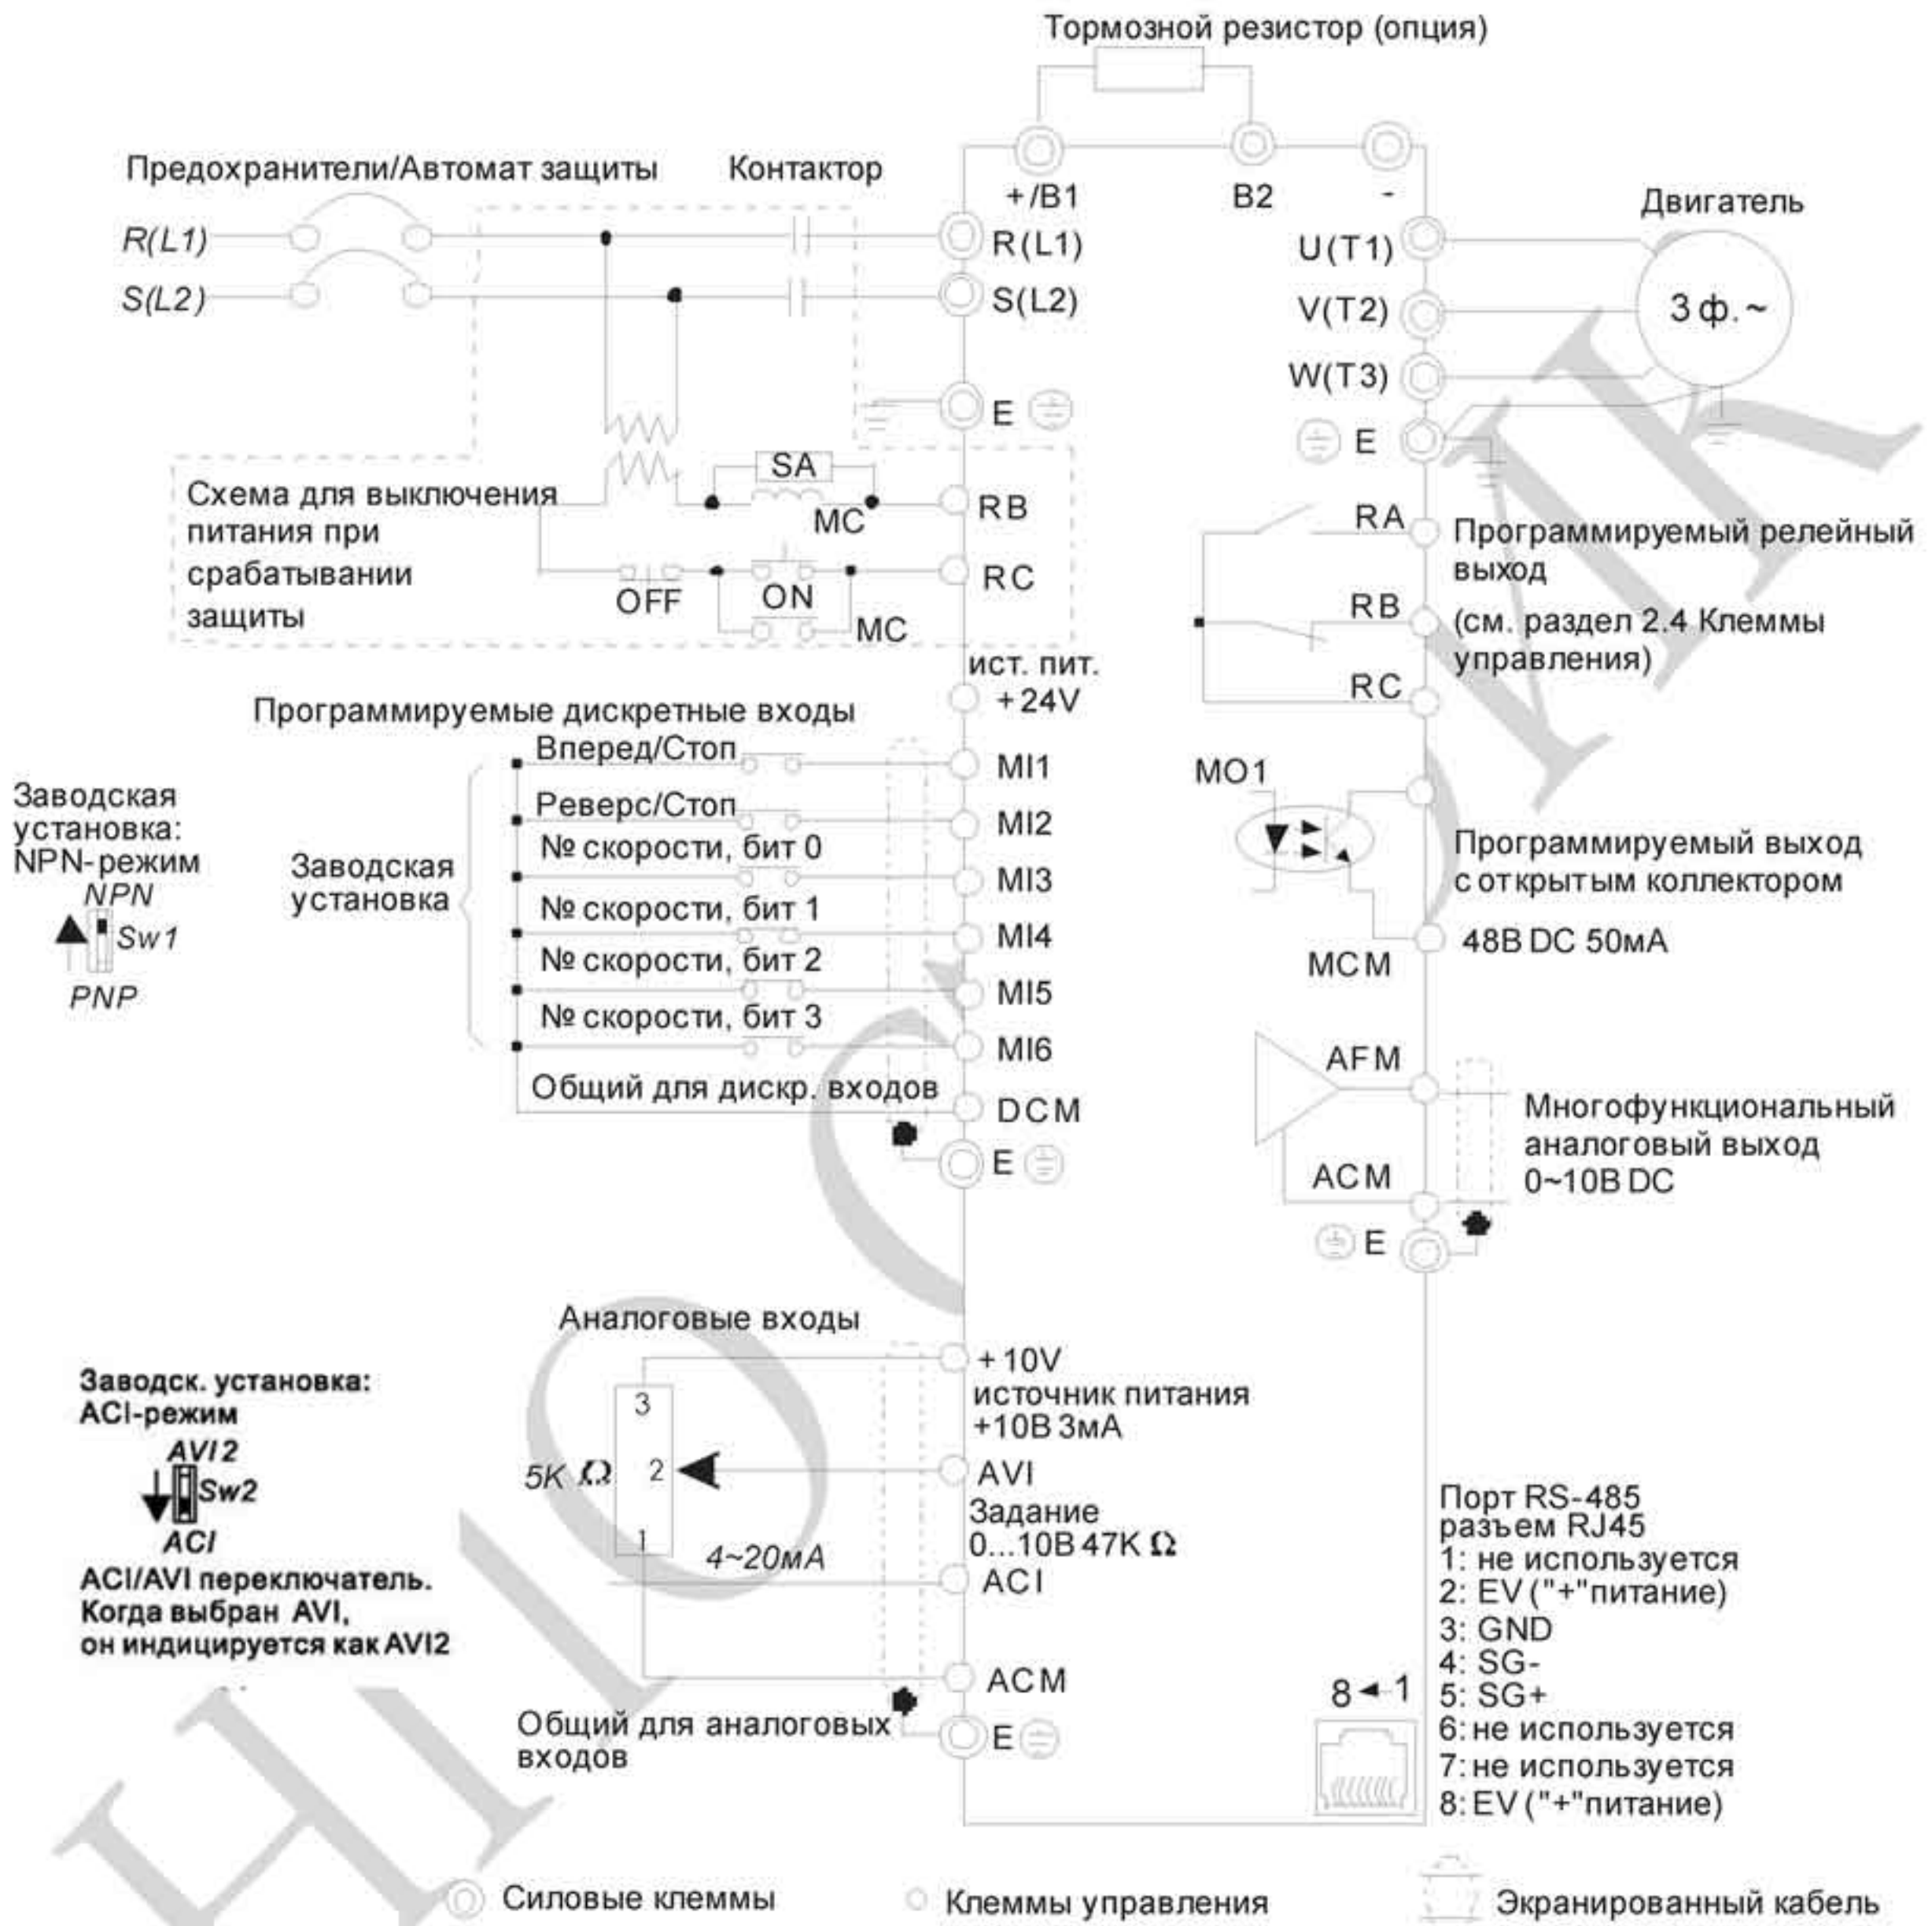 Тормозной резистор (опция)
Предохранители/Автомат защиты
Контактор
+/B1
B2
-
Двигатель
R(L1)
R(L1)
U(T1)
S(L2)
S(L2)
V(T2)
3 ф.~
W(T3)
E
E
SA
Схема для выключения
питания при
срабатывании
защиты
MC
RB
OFF
ON
MC
RC
RA
Программируемый релейный
выход
RB
(см. раздел 2.4 Клеммы
управления)
RC
ист. пит.
+24V
Программируемые дискретные входы
Вперед/Стоп
MI1
Реверс/Стоп
MI2
№ скорости, бит 0
MI3
№ скорости, бит 1
MI4
№ скорости, бит 2
MI5
№ скорости, бит 3
MI6
Общий для дискр. входов
DCM
E
Заводская
установка:
NPN-режим
NPN
Sw1
PNP
Заводская
установка
MO1
Программируемый выход
с открытым коллектором
48В DC 50мА
MCM
AFM
Многофункциональный
аналоговый выход
0~10В DC
ACM
E
Аналоговые входы
+10V
источник питания
+10В 3мА
3
2
1
5K Ω
AVI
Задание
0...10В 47K Ω
4~20мА
ACI
ACM
Общий для аналоговых
входов
E
Заводск. установка:
ACI-режим
AVI2
Sw2
ACI
ACI/AVI переключатель.
Когда выбран AVI,
он индицируется как AVI2
Порт RS-485
разъем RJ45
1: не используется
2: EV ("+"питание)
3: GND
4: SG-
5: SG+
6: не используется
7: не используется
8: EV ("+"питание)
8 1
Силовые клеммы
Клеммы управления
Экранированный кабель